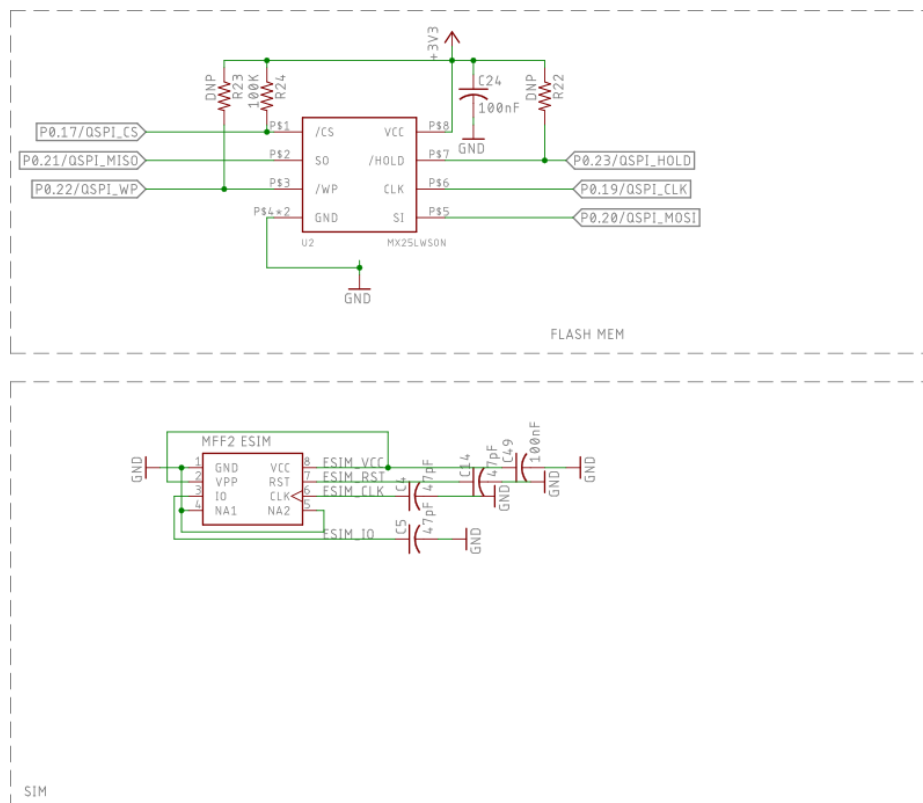 +3V3
DNP
R23
100K
R24
C24
100nF
DNP
R22
GND
P0.17/QSPI_CS
P$1
/CS
VCC
P$8
P0.21/QSPI_MISO
P$2
SO
/HOLD
P$7
P0.23/QSPI_HOLD
P0.22/QSPI_WP
P$3
/WP
CLK
P$6
P0.19/QSPI_CLK
P$4*2
GND
SI
P$5
P0.20/QSPI_MOSI
U2
MX25LWSON
GND
FLASH MEM
MFF2 ESIM
GND
1
GND
VCC
8
ESIM_VCC
C49
100nF
GND
2
VPP
RST
7
ESIM_RST
C14
47pF
GND
3
IO
CLK
6
ESIM_CLK
C4
47pF
GND
4
NA1
NA2
5
ESIM_IO
C5
47pF
GND
SIM